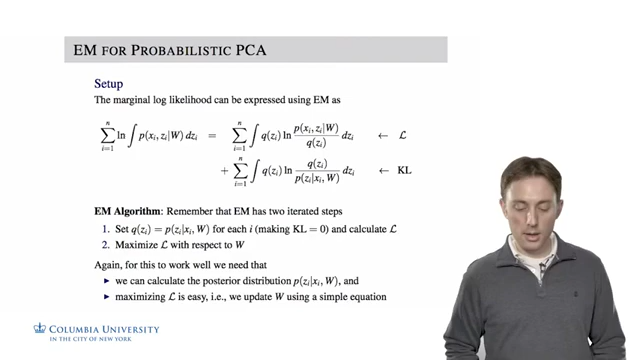 EM FOR PROBABILISTIC PCA
Setup
The marginal log likelihood can be expressed using EM as
∑_{i=1}^{n} ln ∫ p(x_i, z_i|W) dz_i = ∑_{i=1}^{n} ∫ q(z_i) ln p(x_i, z_i|W) / q(z_i) dz_i ← ℒ
+ ∑_{i=1}^{n} ∫ q(z_i) ln q(z_i) / p(z_i|x_i, W) dz_i ← KL
EM Algorithm: Remember that EM has two iterated steps
1. Set q(z_i) = p(z_i|x_i, W) for each i (making KL = 0) and calculate ℒ
2. Maximize ℒ with respect to W
Again, for this to work well we need that
▶ we can calculate the posterior distribution p(z_i|x_i, W), and
▶ maximizing ℒ is easy, i.e., we update W using a simple equation
COLUMBIA UNIVERSITY
IN THE CITY OF NEW YORK